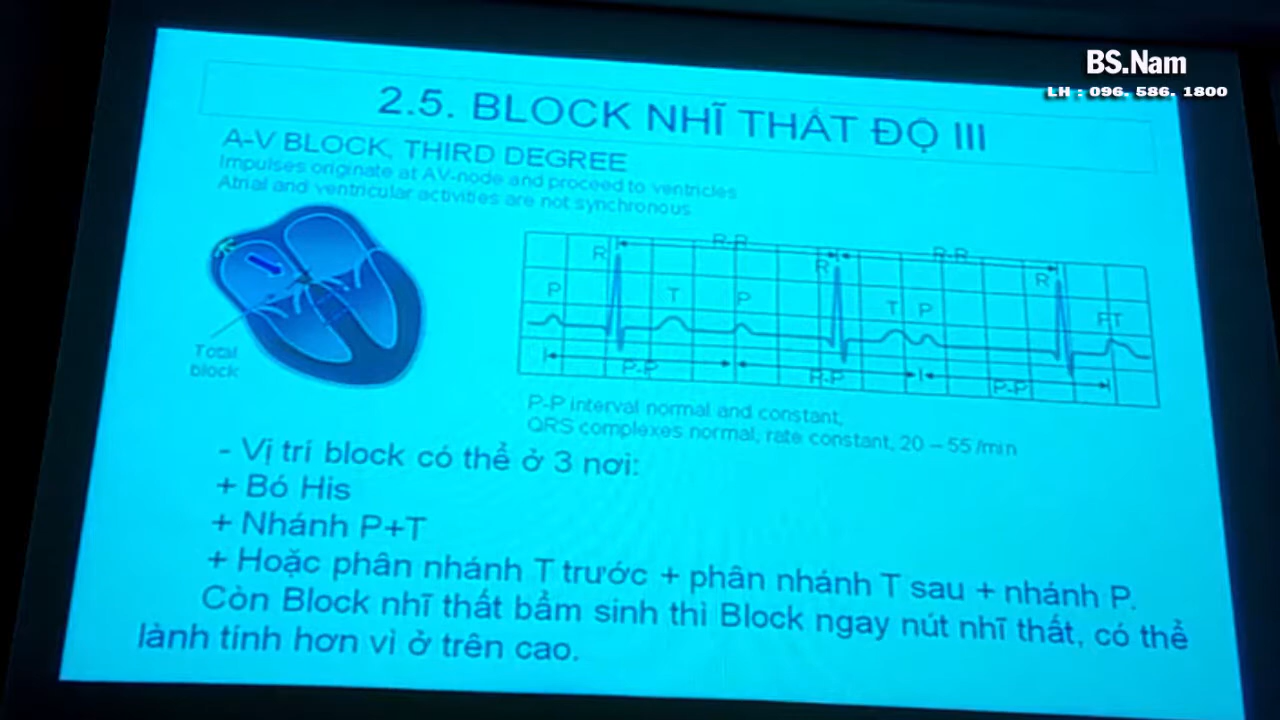 BS.Nam
LH : 096. 586. 1800
2.5. BLOCK NHĨ THẤT ĐỘ III
A-V BLOCK, THIRD DEGREE
Impulses originate at AV-node and proceed to ventricles
Atrial and ventricular activities are not synchronous
R-R
R-R
R
R
R
P
T
P
T
P
PT
Total
block
P-P
P-P
P-P
P-P interval normal and constant,
QRS complexes normal, rate constant, 20 – 55 /min
- Vị trí block có thể ở 3 nơi:
+ Bó His
+ Nhánh P+T
+ Hoặc phân nhánh T trước + phân nhánh T sau + nhánh P.
Còn Block nhĩ thất bẩm sinh thì Block ngay nút nhĩ thất, có thể
lành tính hơn vì ở trên cao.